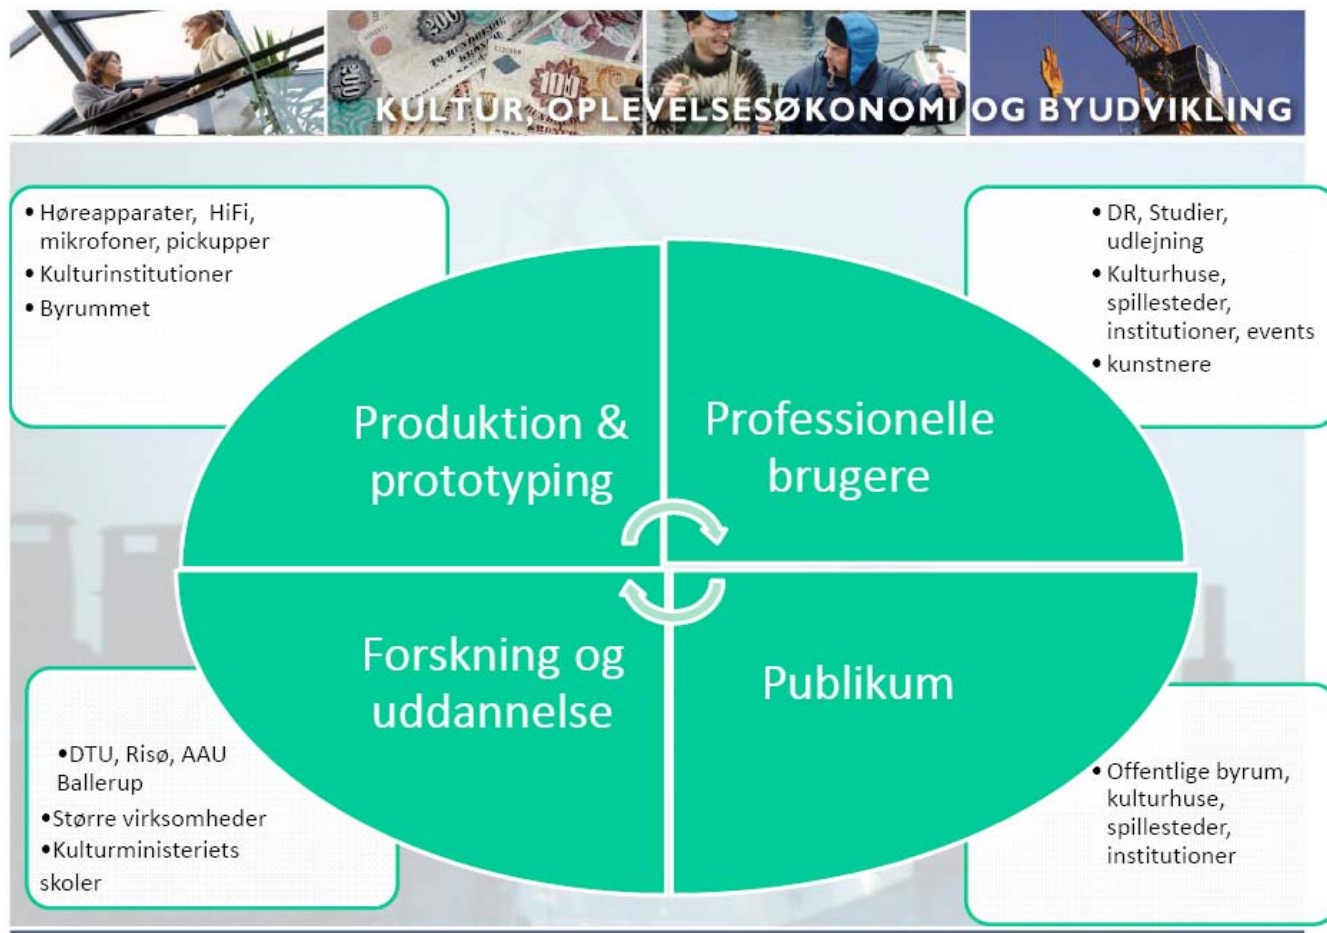 KULTUR, OPLEVELSESØKONOMI OG BYUDVIKLING
• Høreapparater, HiFi,
mikrofoner, pickupper
• Kulturinstitutioner
• Byrummet
• DR, Studier,
udlejning
• Kulturhuse,
spillesteder,
institutioner, events
• kunstnere
Produktion &
prototyping
Professionelle
brugere
Forskning og
uddannelse
Publikum
•DTU, Risø, AAU
Ballerup
•Større virksomheder
•Kulturministeriets
skoler
• Offentlige byrum,
kulturhuse,
spillesteder,
institutioner